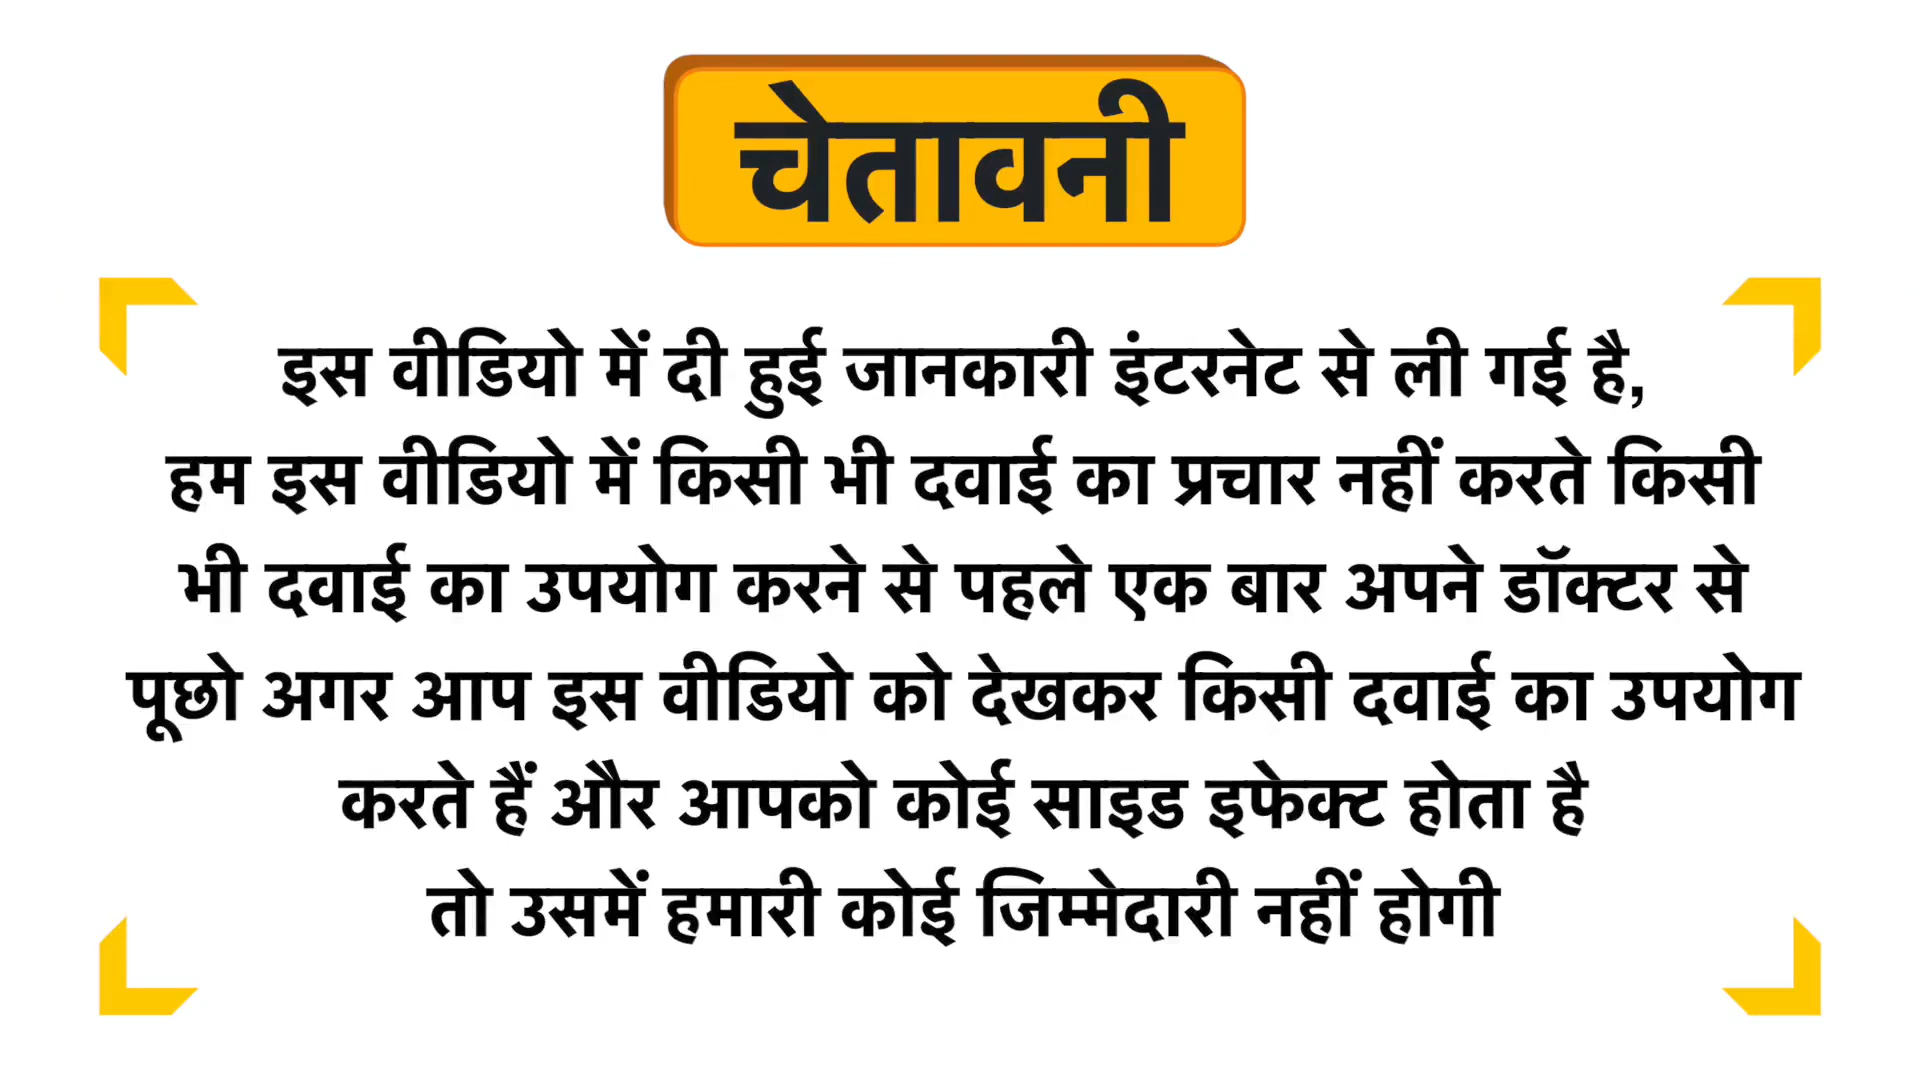 चेतावनी
इस वीडियो में दी हुई जानकारी इंटरनेट से ली गई है,
हम इस वीडियो में किसी भी दवाई का प्रचार नहीं करते किसी
भी दवाई का उपयोग करने से पहले एक बार अपने डॉक्टर से
पूछो अगर आप इस वीडियो को देखकर किसी दवाई का उपयोग
करते हैं और आपको कोई साइड इफेक्ट होता है
तो उसमें हमारी कोई जिम्मेदारी नहीं होगी